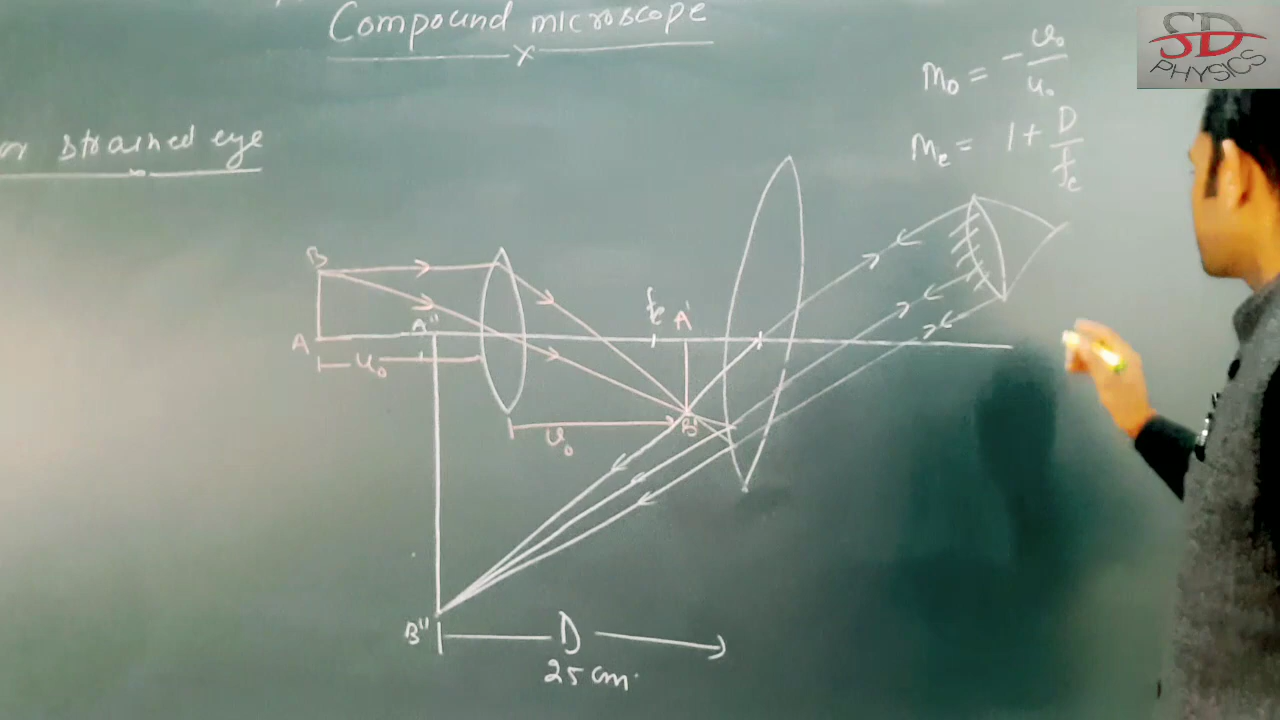 Compound microscope
SD
PHYSICS
m₀ = - v₀/u₀
mₑ = 1 + D/fₑ
strained eye
B
A
A''
fₑ
A'
u₀
v₀
B'
B''
D
25 cm.